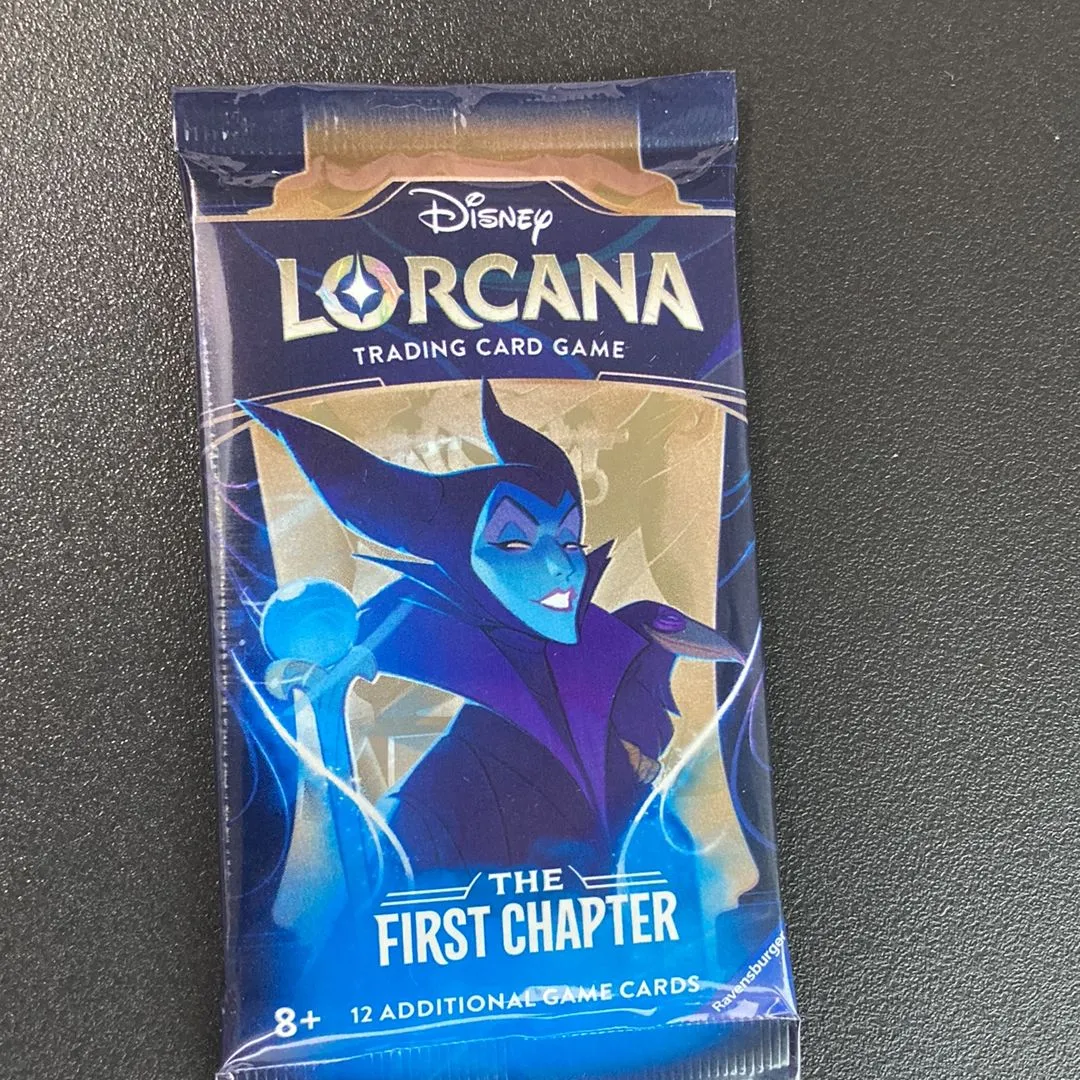 Disney
LORCANA
TRADING CARD GAME
THE
FIRST CHAPTER
8+ 12 ADDITIONAL GAME CARDS
Ravensburger